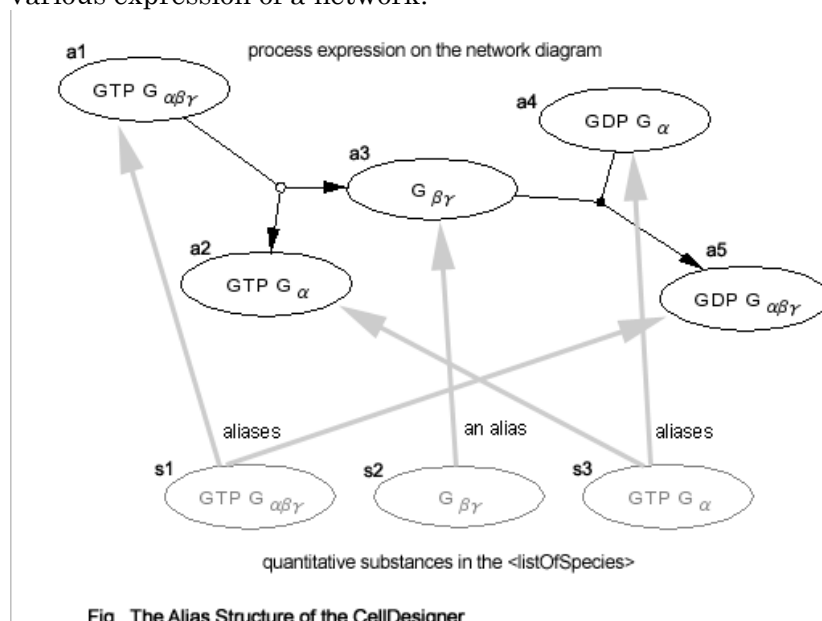 various expression of a network.
process expression on the network diagram
a1
GTP G αβγ
a4
GDP G α
a3
G βγ
a2
GTP G α
a5
GDP G αβγ
aliases
an alias
aliases
s1
GTP G αβγ
s2
G βγ
s3
GTP G α
quantitative substances in the <listOfSpecies>
Fig. The Alias Structure of the CellDesigner